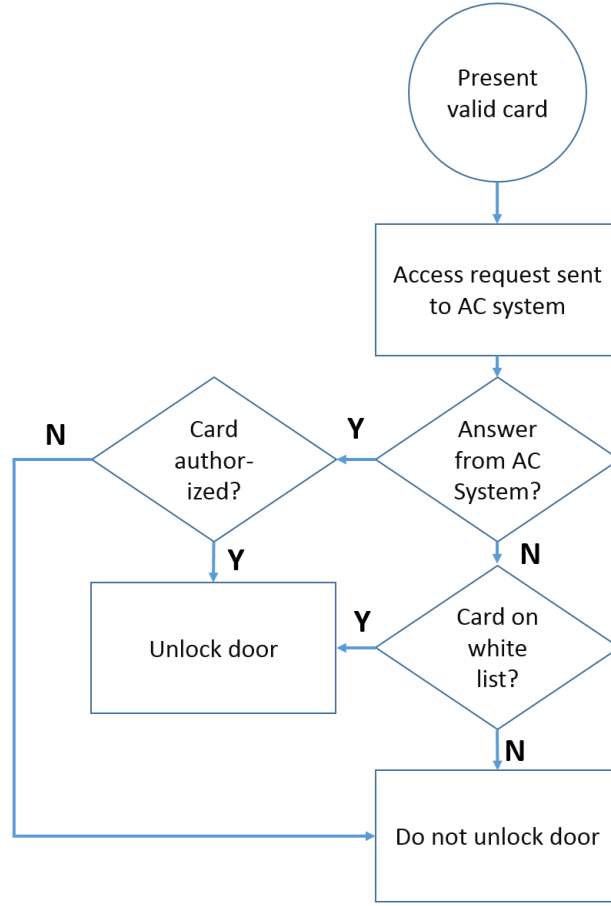 Present
valid card
Access request sent
to AC system
N
Card
author-
ized?
Y
Answer
from AC
System?
Y
N
Unlock door
Y
Card on
white
list?
N
Do not unlock door